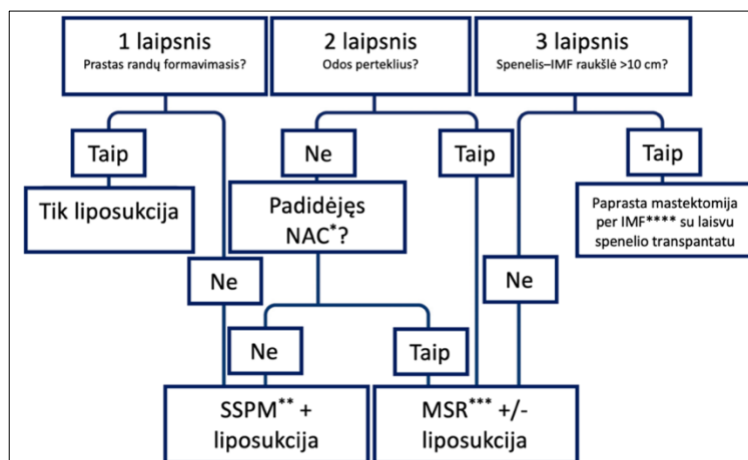 1 laipsnis
Prastas randų formavimasis?
2 laipsnis
Odos perteklius?
3 laipsnis
Spenelis–IMF raukšlė >10 cm?
Taip
Ne
Taip
Taip
Tik liposukcija
Padidėjęs
NAC*?
Paprasta mastektomija
per IMF**** su laisvu
spenelio transpantatu
Ne
Ne
Ne
Taip
SSPM** +
liposukcija
MSR*** +/-
liposukcija